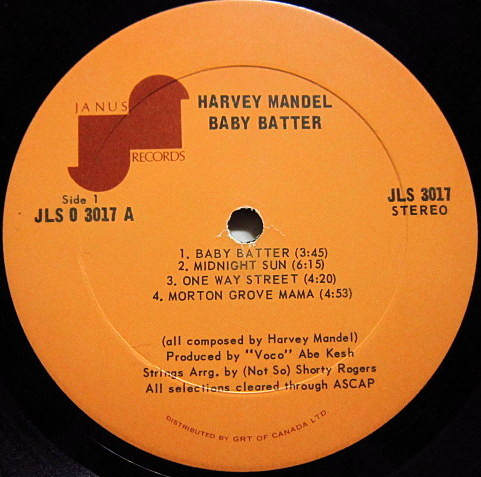 JANUS
RECORDS
HARVEY MANDEL
BABY BATTER
Side 1
JLS O 3017 A
JLS 3017
STEREO
1. BABY BATTER (3:45)
2. MIDNIGHT SUN (6:15)
3. ONE WAY STREET (4:20)
4. MORTON GROVE MAMA (4:53)
(all composed by Harvey Mandel)
Produced by "Voco" Abe Kesh
Strings Arrg. by (Not So) Shorty Rogers
All selections cleared through ASCAP
DISTRIBUTED BY GRT OF CANADA LTD.